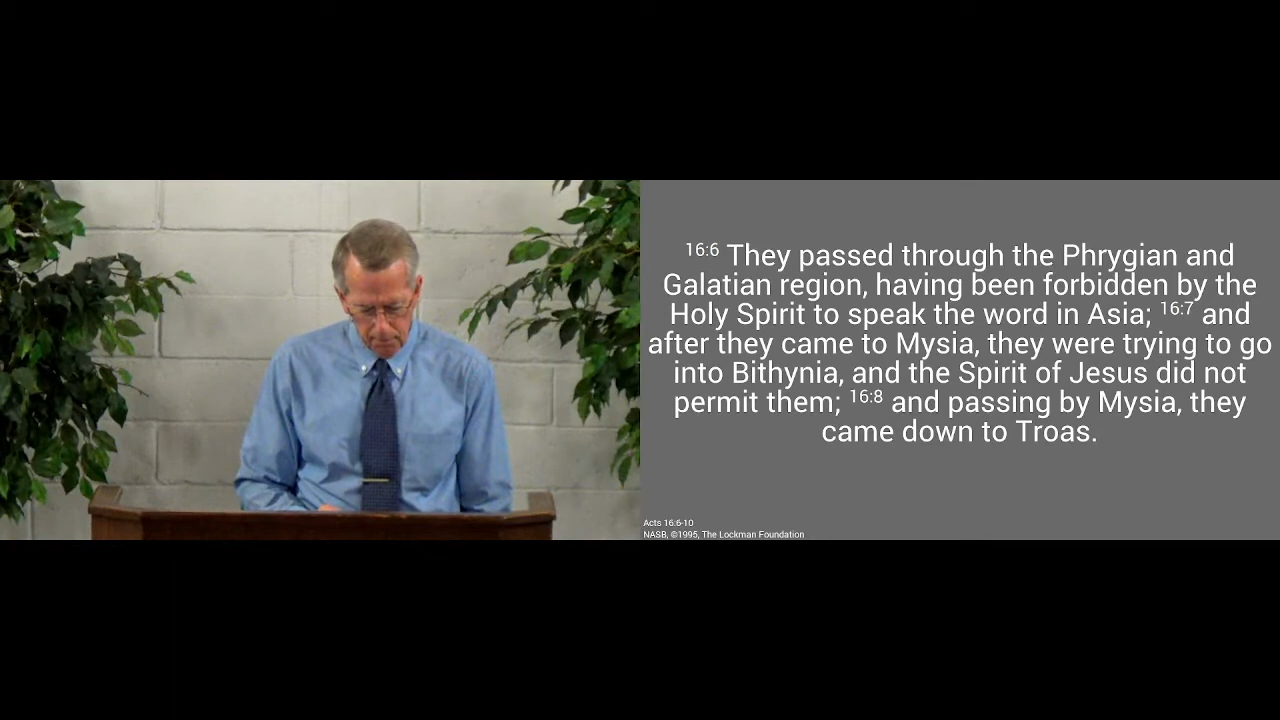 16:6 They passed through the Phrygian and
Galatian region, having been forbidden by the
Holy Spirit to speak the word in Asia; 16:7 and
after they came to Mysia, they were trying to go
into Bithynia, and the Spirit of Jesus did not
permit them; 16:8 and passing by Mysia, they
came down to Troas.
Acts 16:6-10
NASB, ©1995, The Lockman Foundation